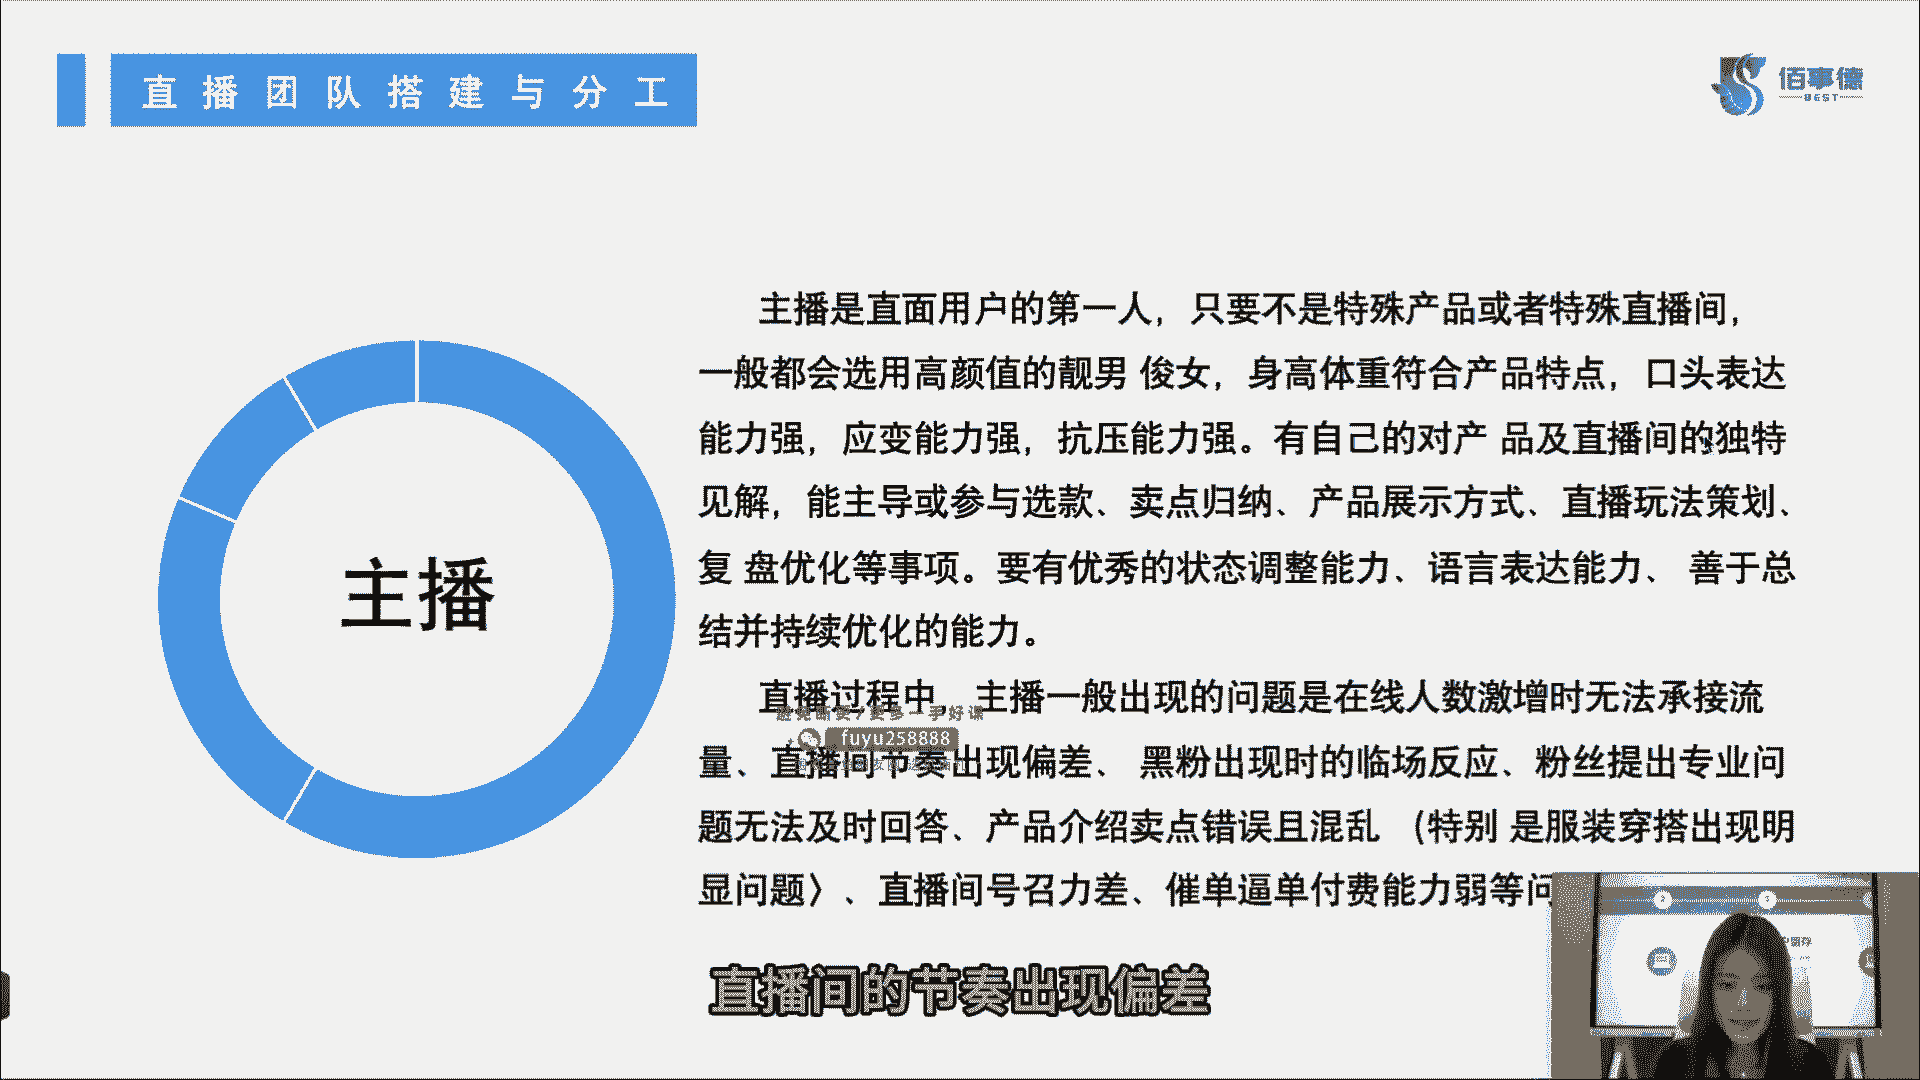 直播团队搭建与分工
佰事德
BEST
主播是直面用户的第一人，只要不是特殊产品或者特殊直播间，
一般都会选用高颜值的靓男 俊女，身高体重符合产品特点，口头表达
能力强，应变能力强，抗压能力强。有自己的对产 品及直播间的独特
见解，能主导或参与选款、卖点归纳、产品展示方式、直播玩法策划、
复 盘优化等事项。要有优秀的状态调整能力、语言表达能力、 善于总
结并持续优化的能力。
主播
直播过程中，主播一般出现的问题是在线人数激增时无法承接流
避免断更/更多一手好课
fuyu258888
量、直播间节奏出现偏差、 黑粉出现时的临场反应、粉丝提出专业问
题无法及时回答、产品介绍卖点错误且混乱 （特别 是服装穿搭出现明
显问题〉、直播间号召力差、催单逼单付费能力弱等问
直播间的节奏出现偏差